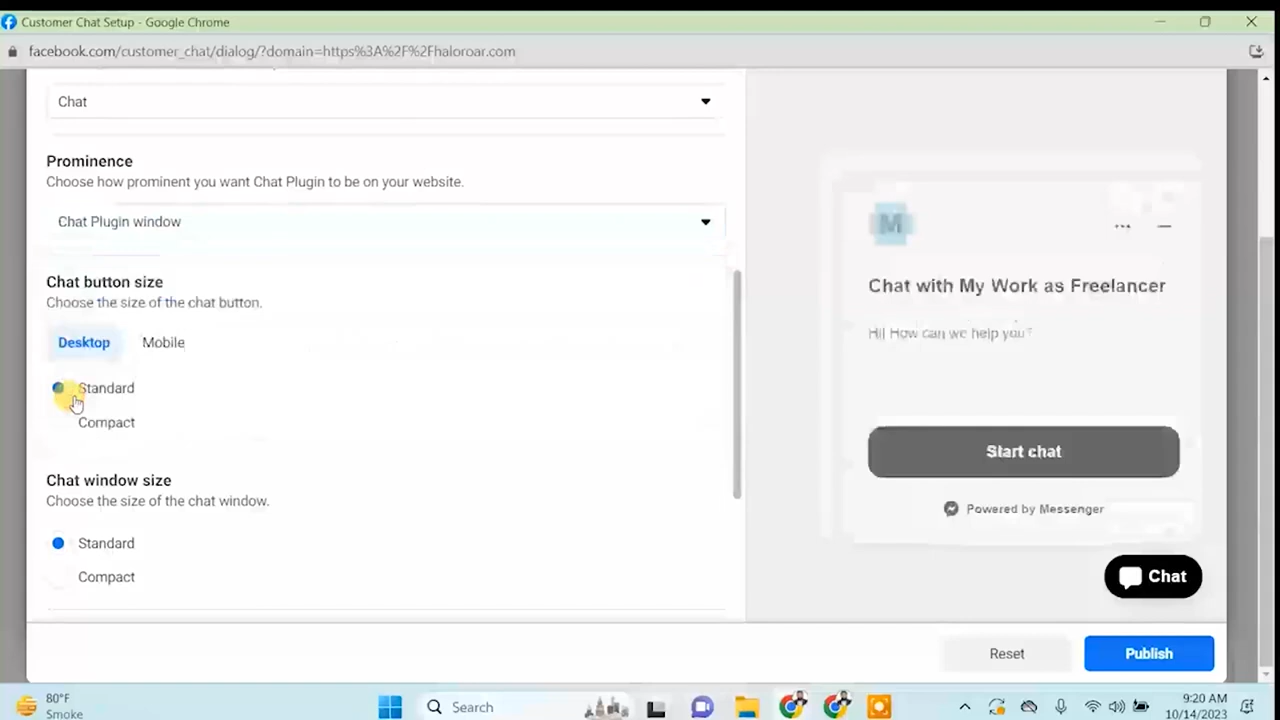 Customer Chat Setup - Google Chrome
facebook.com/customer_chat/dialog/?domain=https%3A%2F%2Fhaloroar.com
Chat
Prominence
Choose how prominent you want Chat Plugin to be on your website.
Chat Plugin window
Chat button size
Choose the size of the chat button.
Desktop Mobile
Standard
Compact
Chat window size
Choose the size of the chat window.
Standard
Compact
M
Chat with My Work as Freelancer
Hi! How can we help you?
Start chat
Powered by Messenger
Chat
Reset Publish
80°F
Smoke
Search
9:20 AM
10/14/2023